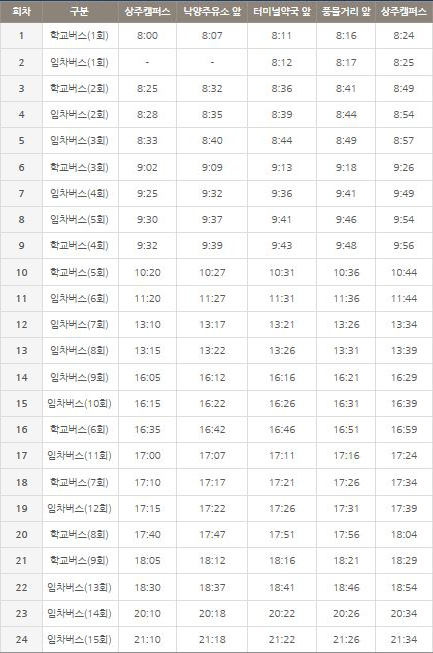 회차 구분 상주캠퍼스 낙양주유소 앞 터미널약국 앞 풍물거리 앞 상주캠퍼스
1 학교버스(1회) 8:00 8:07 8:11 8:16 8:24
2 임차버스(1회) - - 8:12 8:17 8:25
3 학교버스(2회) 8:25 8:32 8:36 8:41 8:49
4 임차버스(2회) 8:28 8:35 8:39 8:44 8:54
5 임차버스(3회) 8:33 8:40 8:44 8:49 8:57
6 학교버스(3회) 9:02 9:09 9:13 9:18 9:26
7 임차버스(4회) 9:25 9:32 9:36 9:41 9:49
8 임차버스(5회) 9:30 9:37 9:41 9:46 9:54
9 학교버스(4회) 9:32 9:39 9:43 9:48 9:56
10 학교버스(5회) 10:20 10:27 10:31 10:36 10:44
11 임차버스(6회) 11:20 11:27 11:31 11:36 11:44
12 임차버스(7회) 13:10 13:17 13:21 13:26 13:34
13 임차버스(8회) 13:15 13:22 13:26 13:31 13:39
14 임차버스(9회) 16:05 16:12 16:16 16:21 16:29
15 임차버스(10회) 16:15 16:22 16:26 16:31 16:39
16 학교버스(6회) 16:35 16:42 16:46 16:51 16:59
17 임차버스(11회) 17:00 17:07 17:11 17:16 17:24
18 학교버스(7회) 17:10 17:17 17:21 17:26 17:34
19 임차버스(12회) 17:15 17:22 17:26 17:31 17:39
20 학교버스(8회) 17:40 17:47 17:51 17:56 18:04
21 학교버스(9회) 18:05 18:12 18:16 18:21 18:29
22 임차버스(13회) 18:30 18:37 18:41 18:46 18:54
23 임차버스(14회) 20:10 20:18 20:22 20:26 20:34
24 임차버스(15회) 21:10 21:18 21:22 21:26 21:34